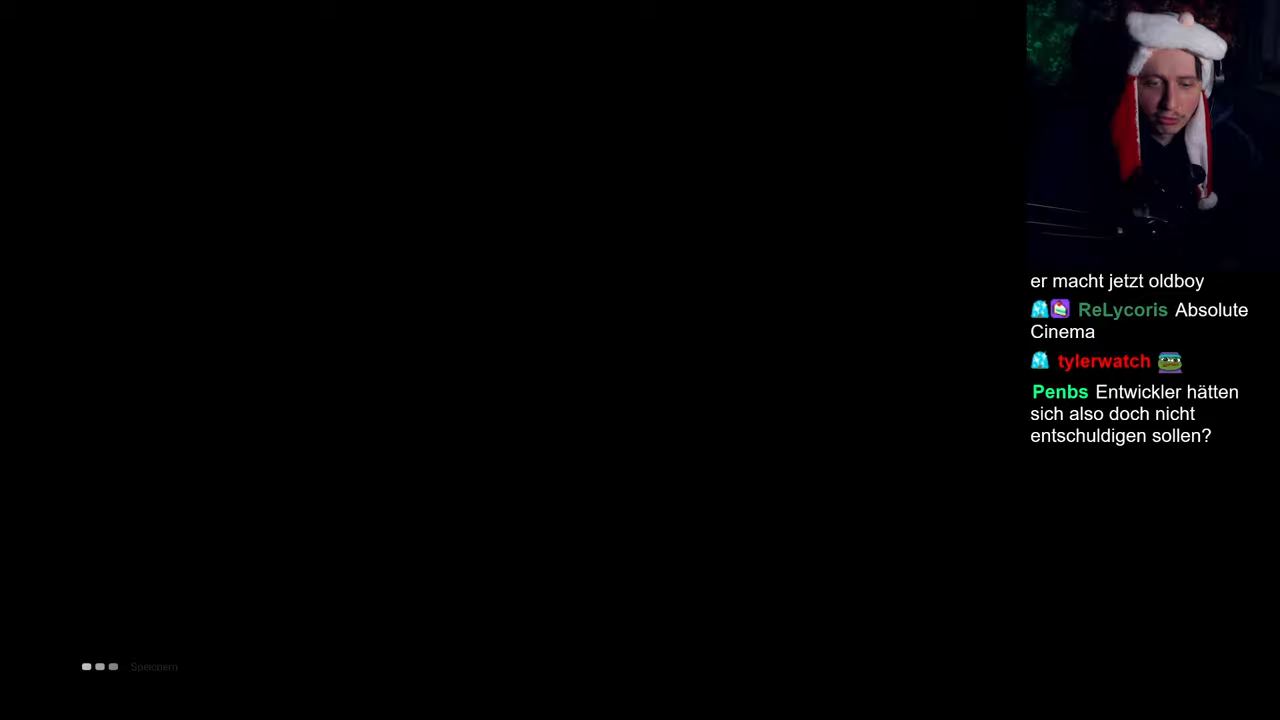 er macht jetzt oldboy
ReLycoris Absolute
Cinema
tylerwatch
Penbs Entwickler hätten
sich also doch nicht
entschuldigen sollen?
Speichern